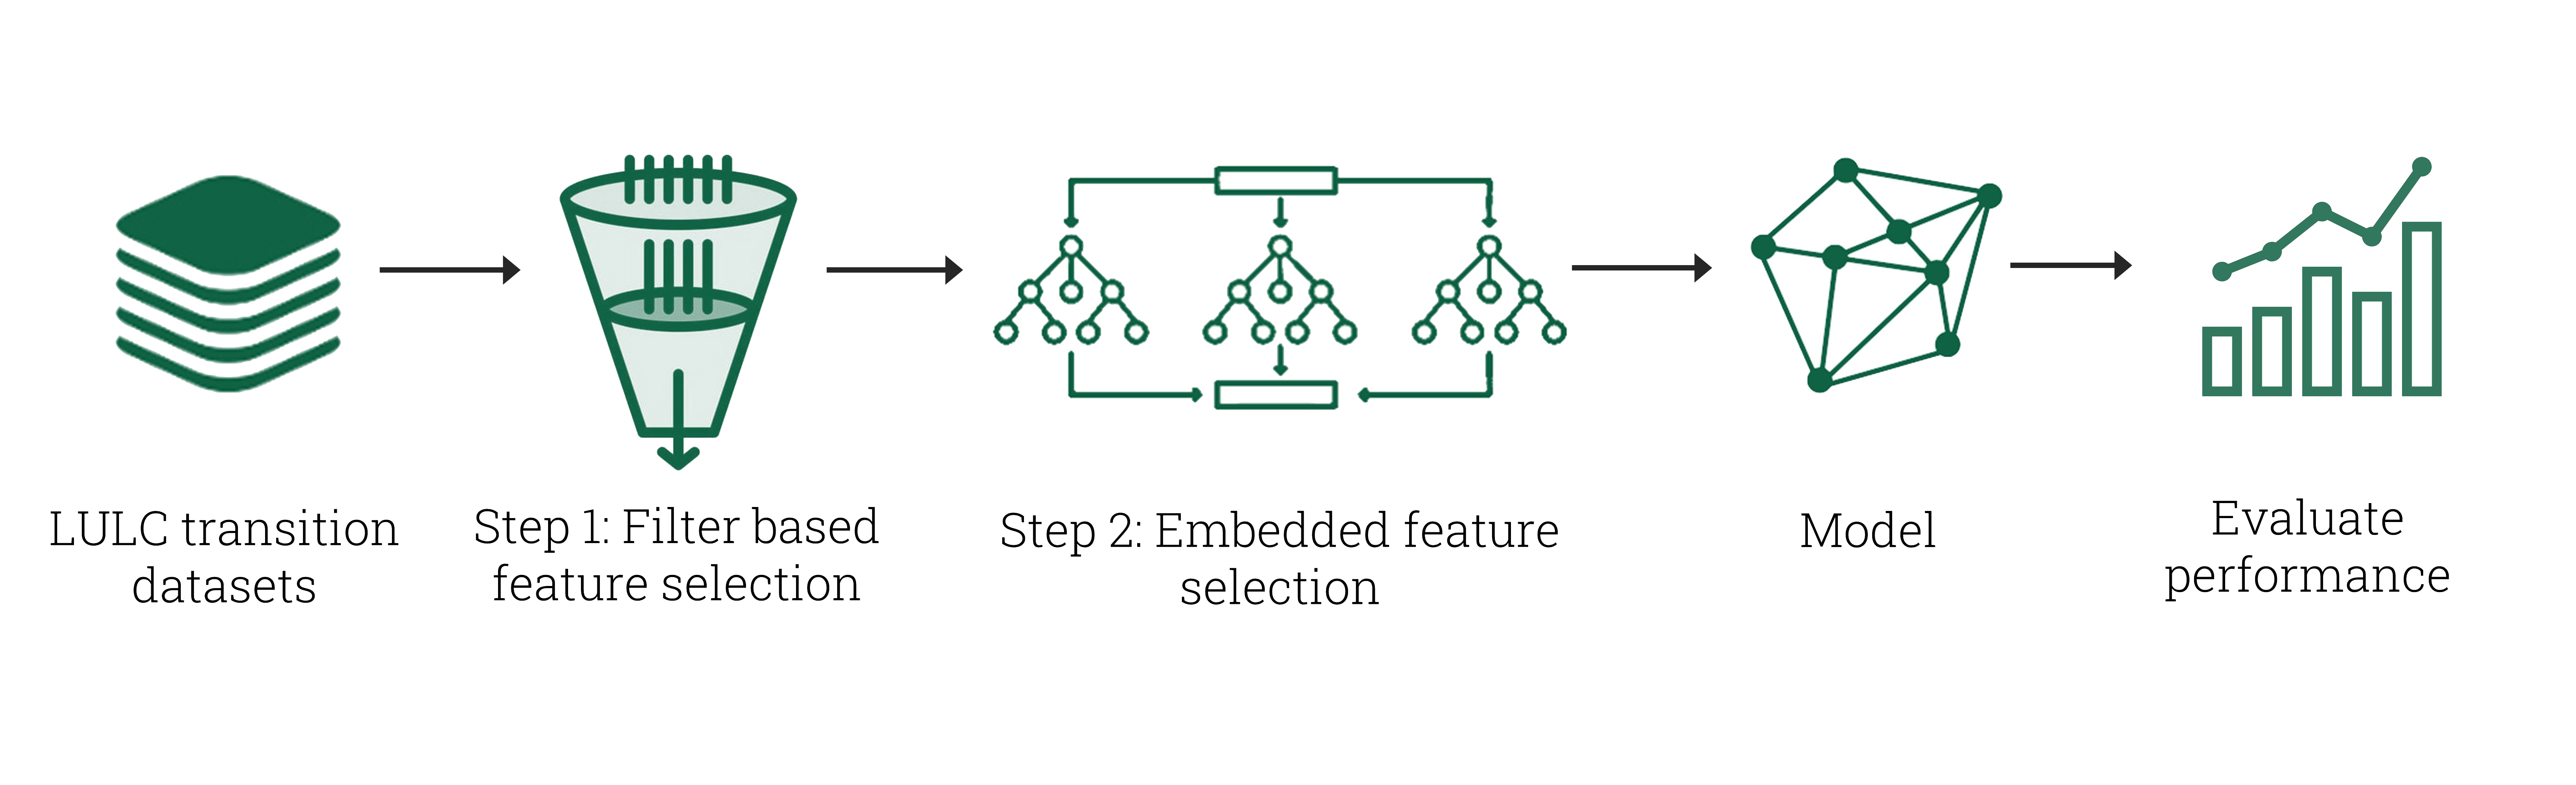 LULC transition
datasets
Step 1: Filter based
feature selection
Step 2: Embedded feature
selection
Model
Evaluate
performance